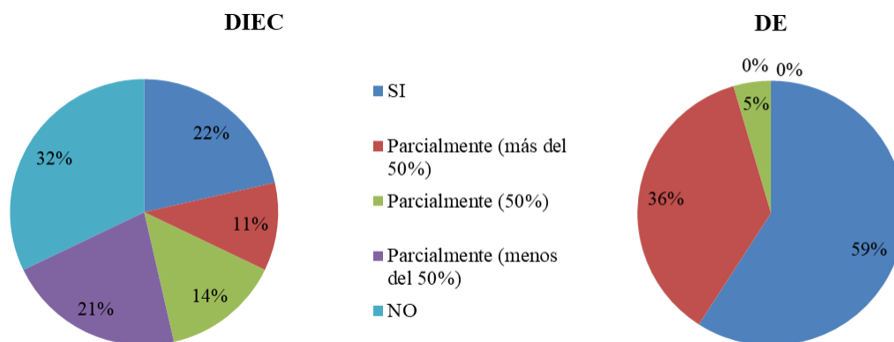 DIEC
22%
11%
14%
21%
32%
SI
Parcialmente (más del
50%)
Parcialmente (50%)
Parcialmente (menos
del 50%)
NO
DE
0%
0%
5%
36%
59%